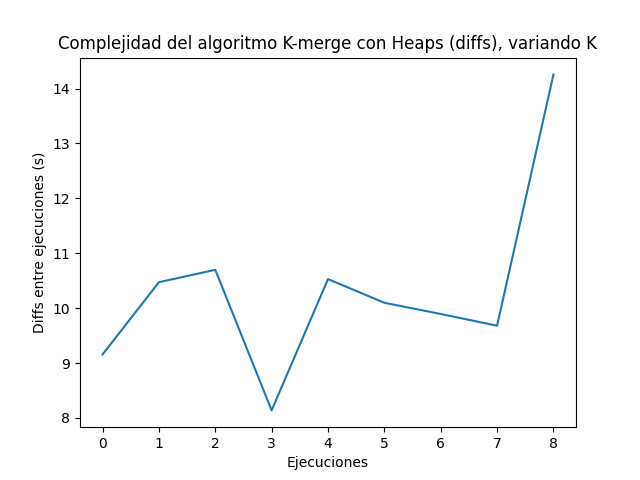 Complejidad del algoritmo K-merge con Heaps (diffs), variando K
Diffs entre ejecuciones (s)
14
13
12
11
10
9
8
0 1 2 3 4 5 6 7 8
Ejecuciones